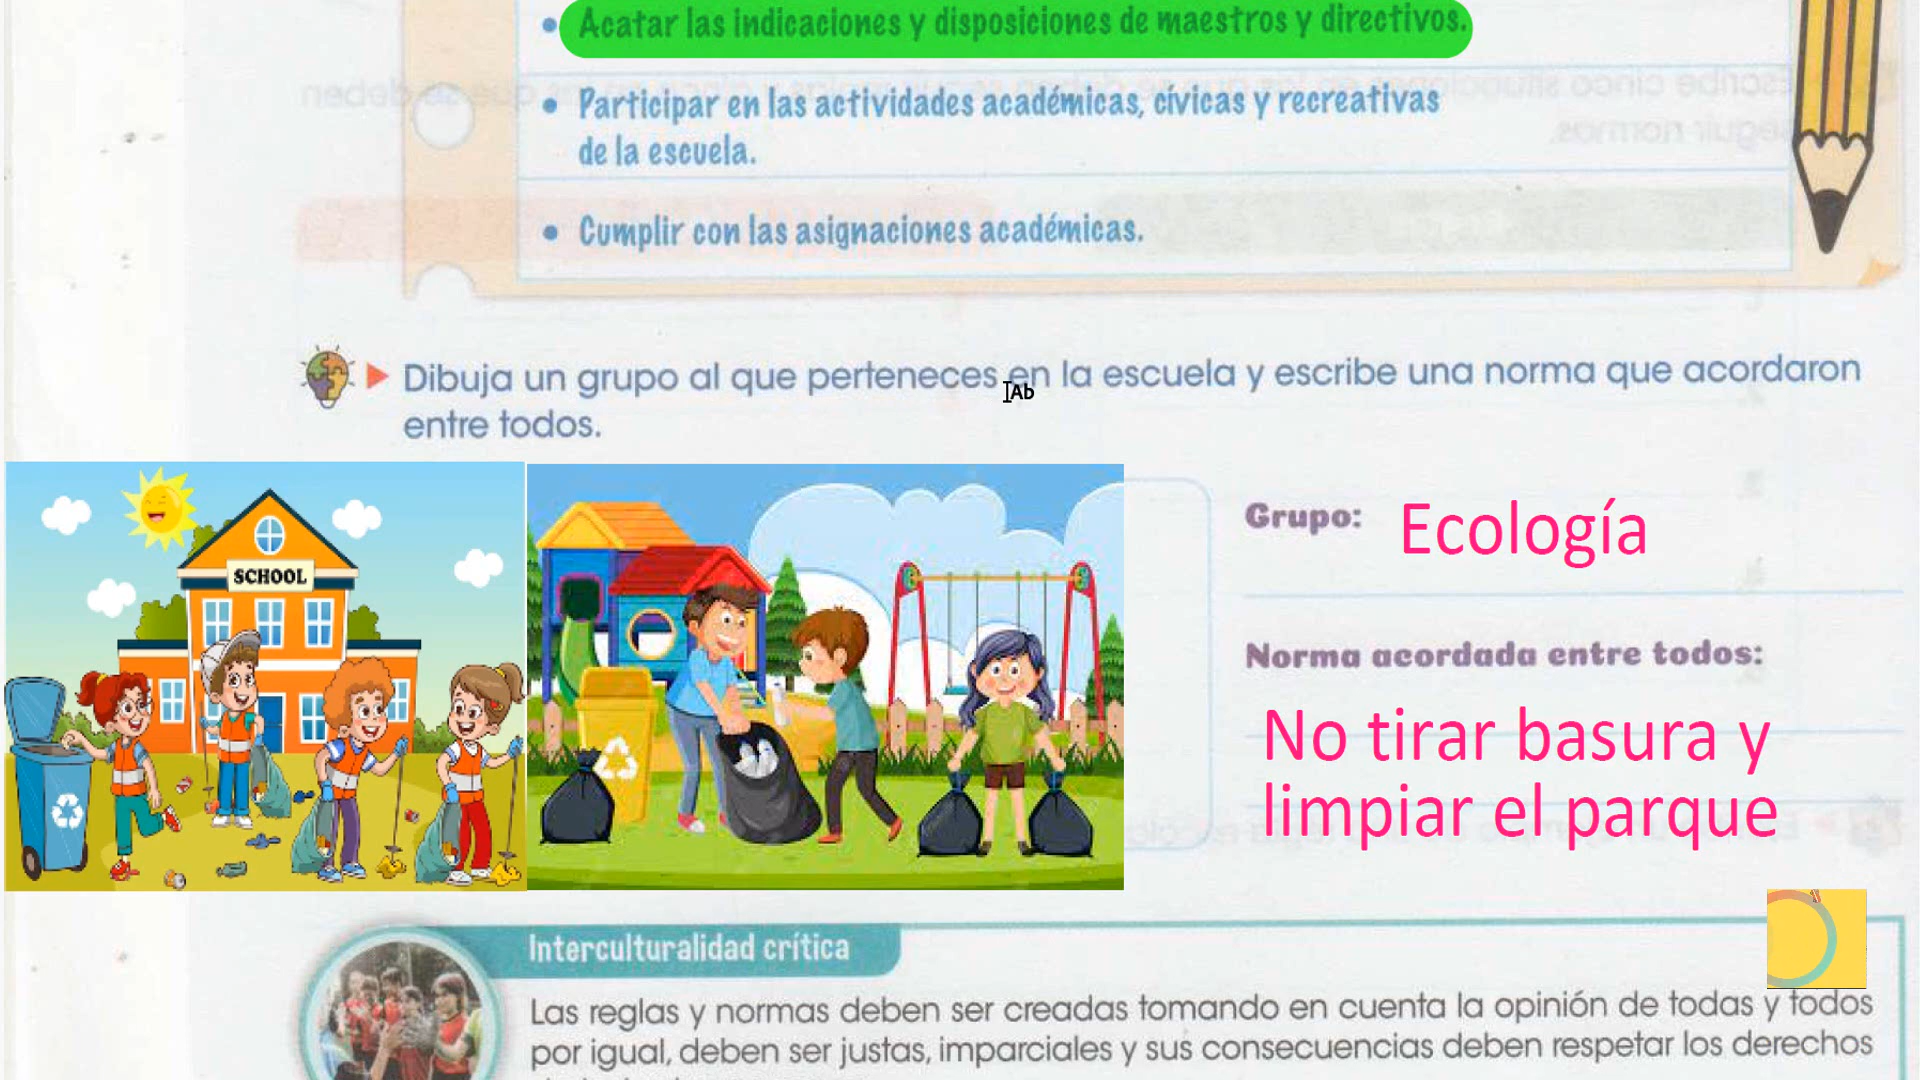 • Acatar las indicaciones y disposiciones de maestros y directivos.
• Participar en las actividades académicas, cívicas y recreativas
de la escuela.
• Cumplir con las asignaciones académicas.
Dibuja un grupo al que perteneces en la escuela y escribe una norma que acordaron
entre todos.
Ab
SCHOOL
Grupo: Ecología
Norma acordada entre todos:
No tirar basura y
limpiar el parque
Interculturalidad crítica
Las reglas y normas deben ser creadas tomando en cuenta la opinión de todas y todos
por igual, deben ser justas, imparciales y sus consecuencias deben respetar los derechos